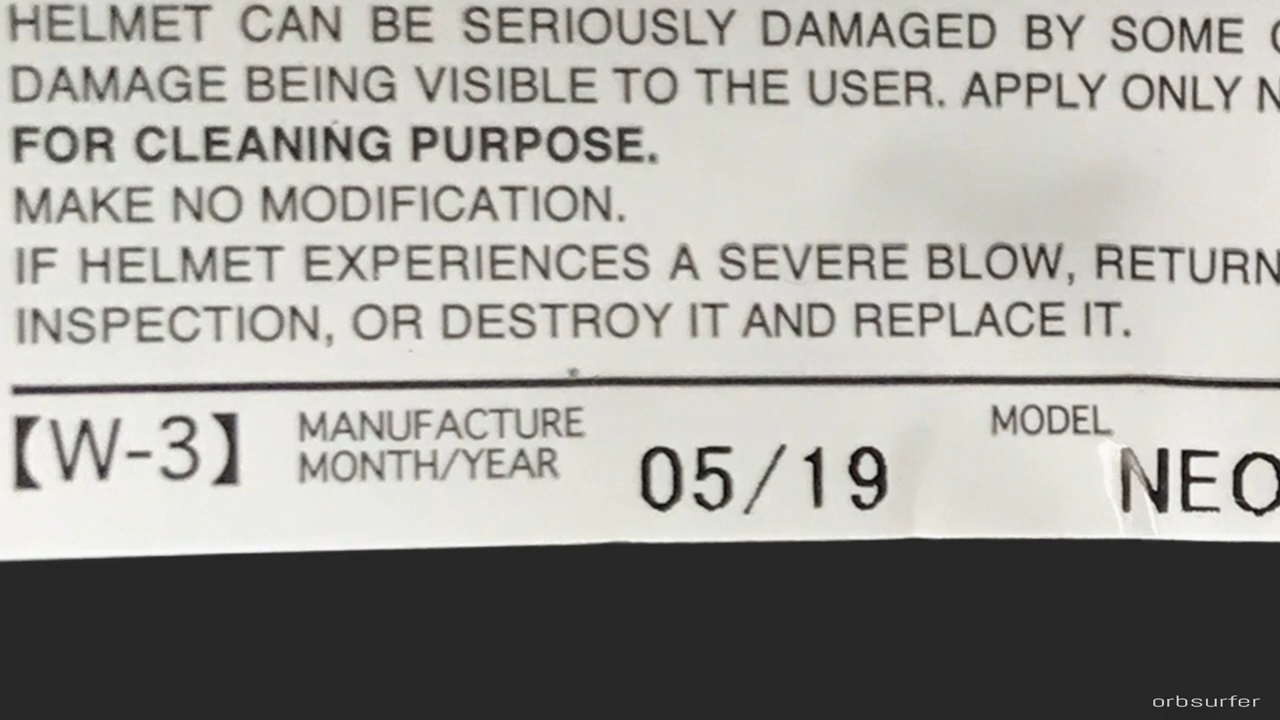 HELMET CAN BE SERIOUSLY DAMAGED BY SOME
DAMAGE BEING VISIBLE TO THE USER. APPLY ONLY
FOR CLEANING PURPOSE.
MAKE NO MODIFICATION.
IF HELMET EXPERIENCES A SEVERE BLOW, RETURN
INSPECTION, OR DESTROY IT AND REPLACE IT.
【W-3】 MANUFACTURE MONTH/YEAR 05/19 MODEL NEO
orbsurfer